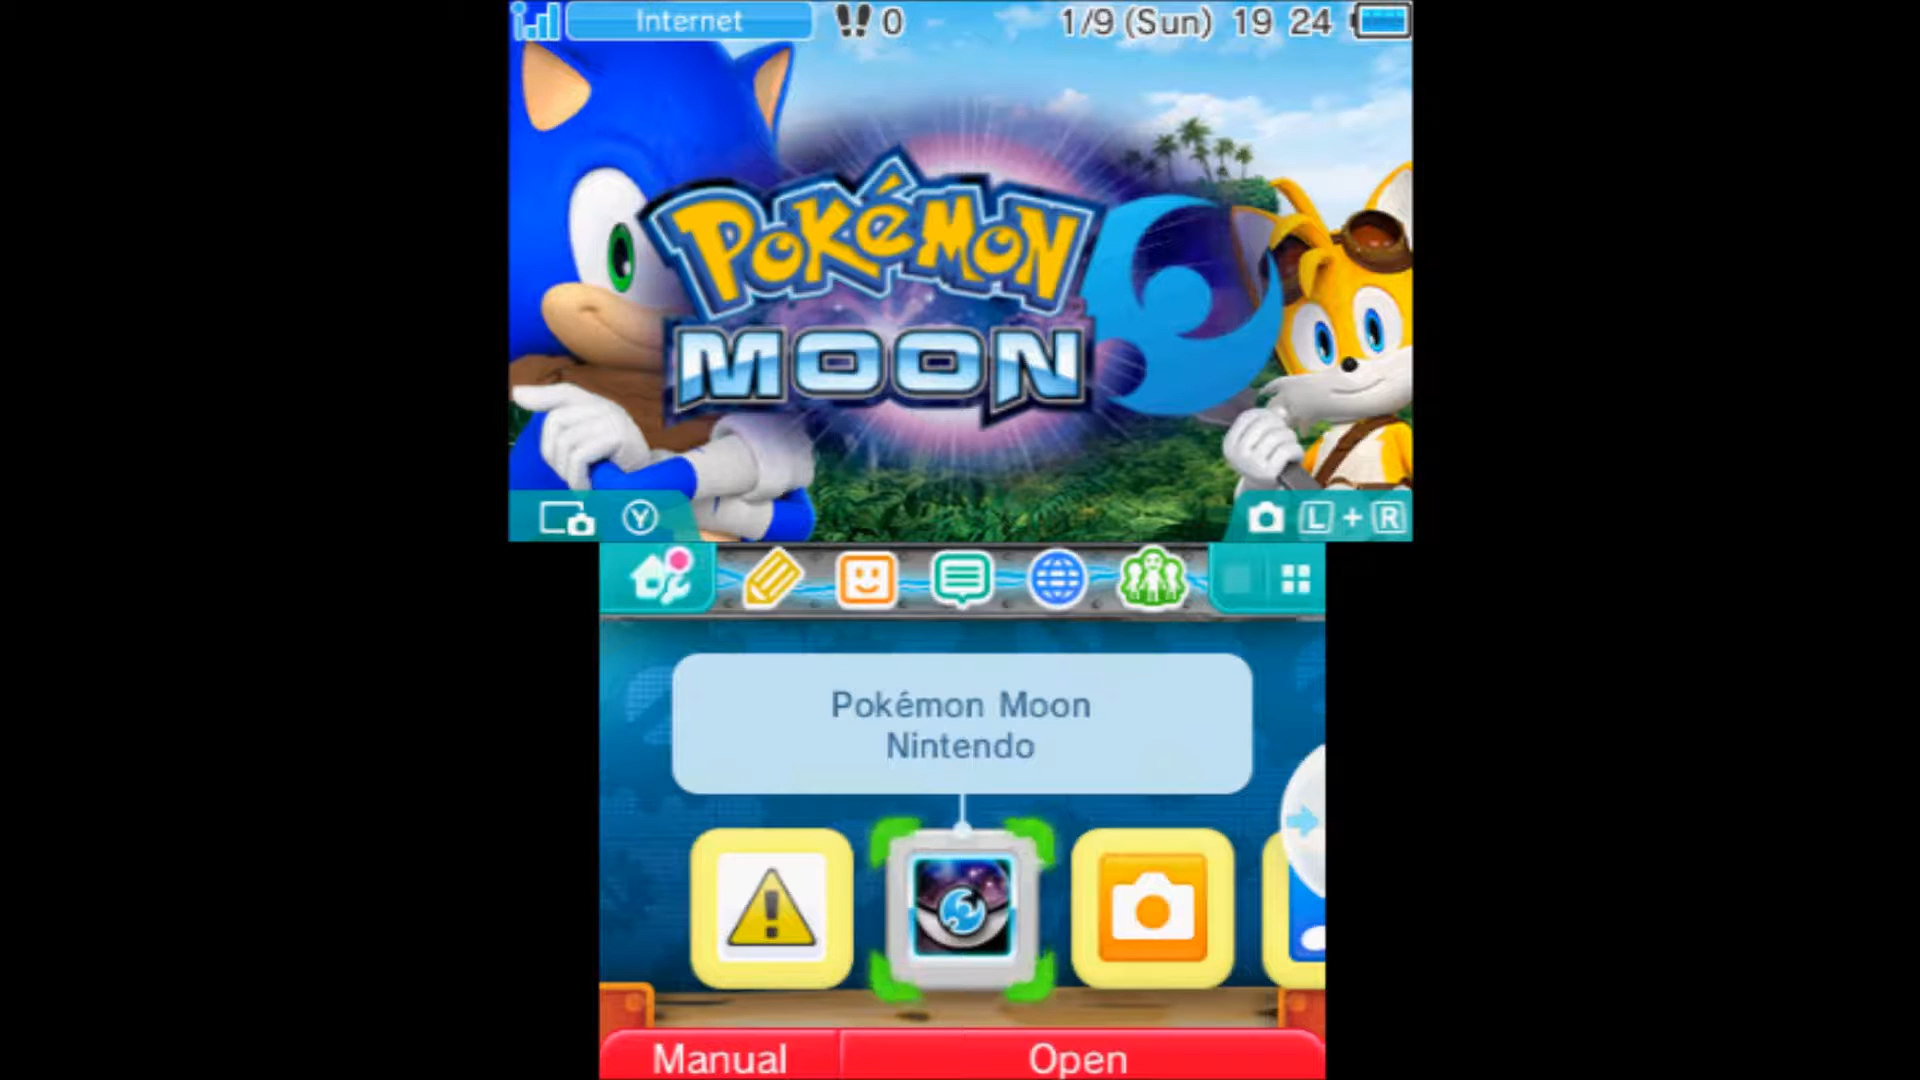 Internet 0 1/9 (Sun) 19 24
POKéMON
MOON
Y L + R
Pokémon Moon
Nintendo
Manual Open